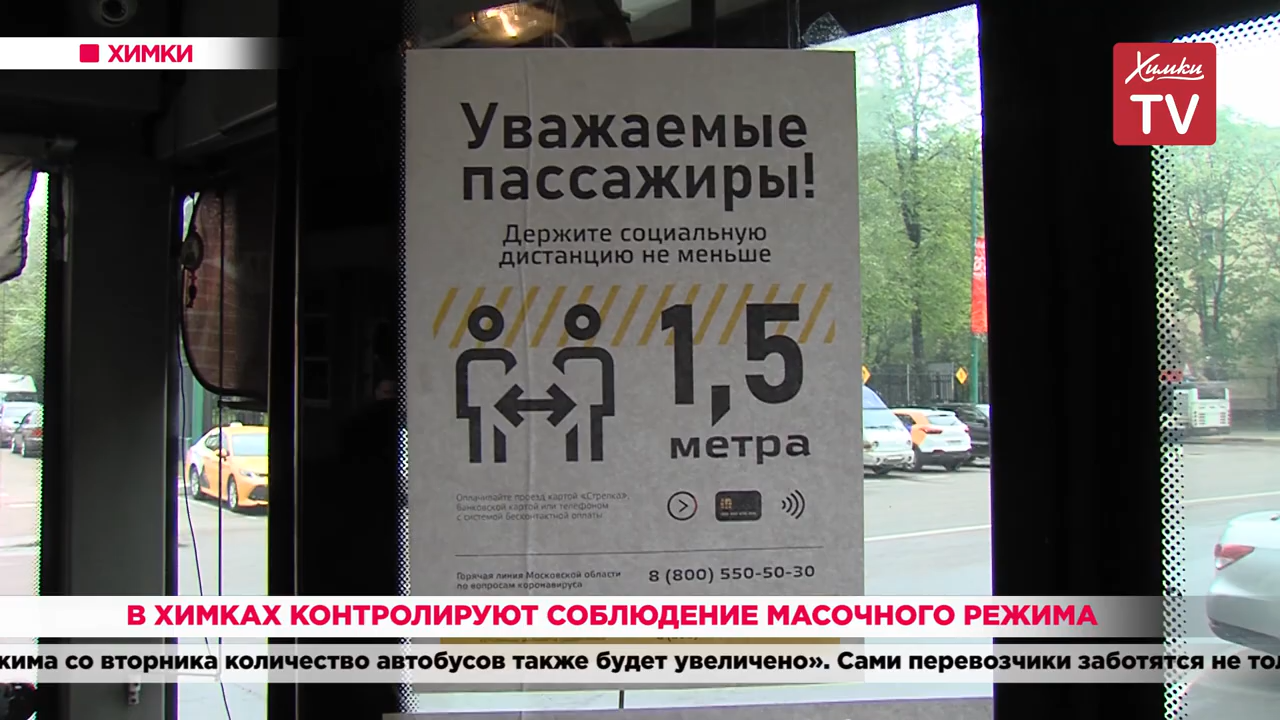 ХИМКИ
Химки
TV
Уважаемые
пассажиры!
Держите социальную
дистанцию не меньше
1,5
метра
Оплачивайте проезд картой «Стрелка»,
банковской картой или телефоном
с системой бесконтактной оплаты
Горячая линия Московской области
по вопросам коронавируса
8 (800) 550-50-30
В ХИМКАХ КОНТРОЛИРУЮТ СОБЛЮДЕНИЕ МАСОЧНОГО РЕЖИМА
жима со вторника количество автобусов также будет увеличено». Сами перевозчики заботятся не тол